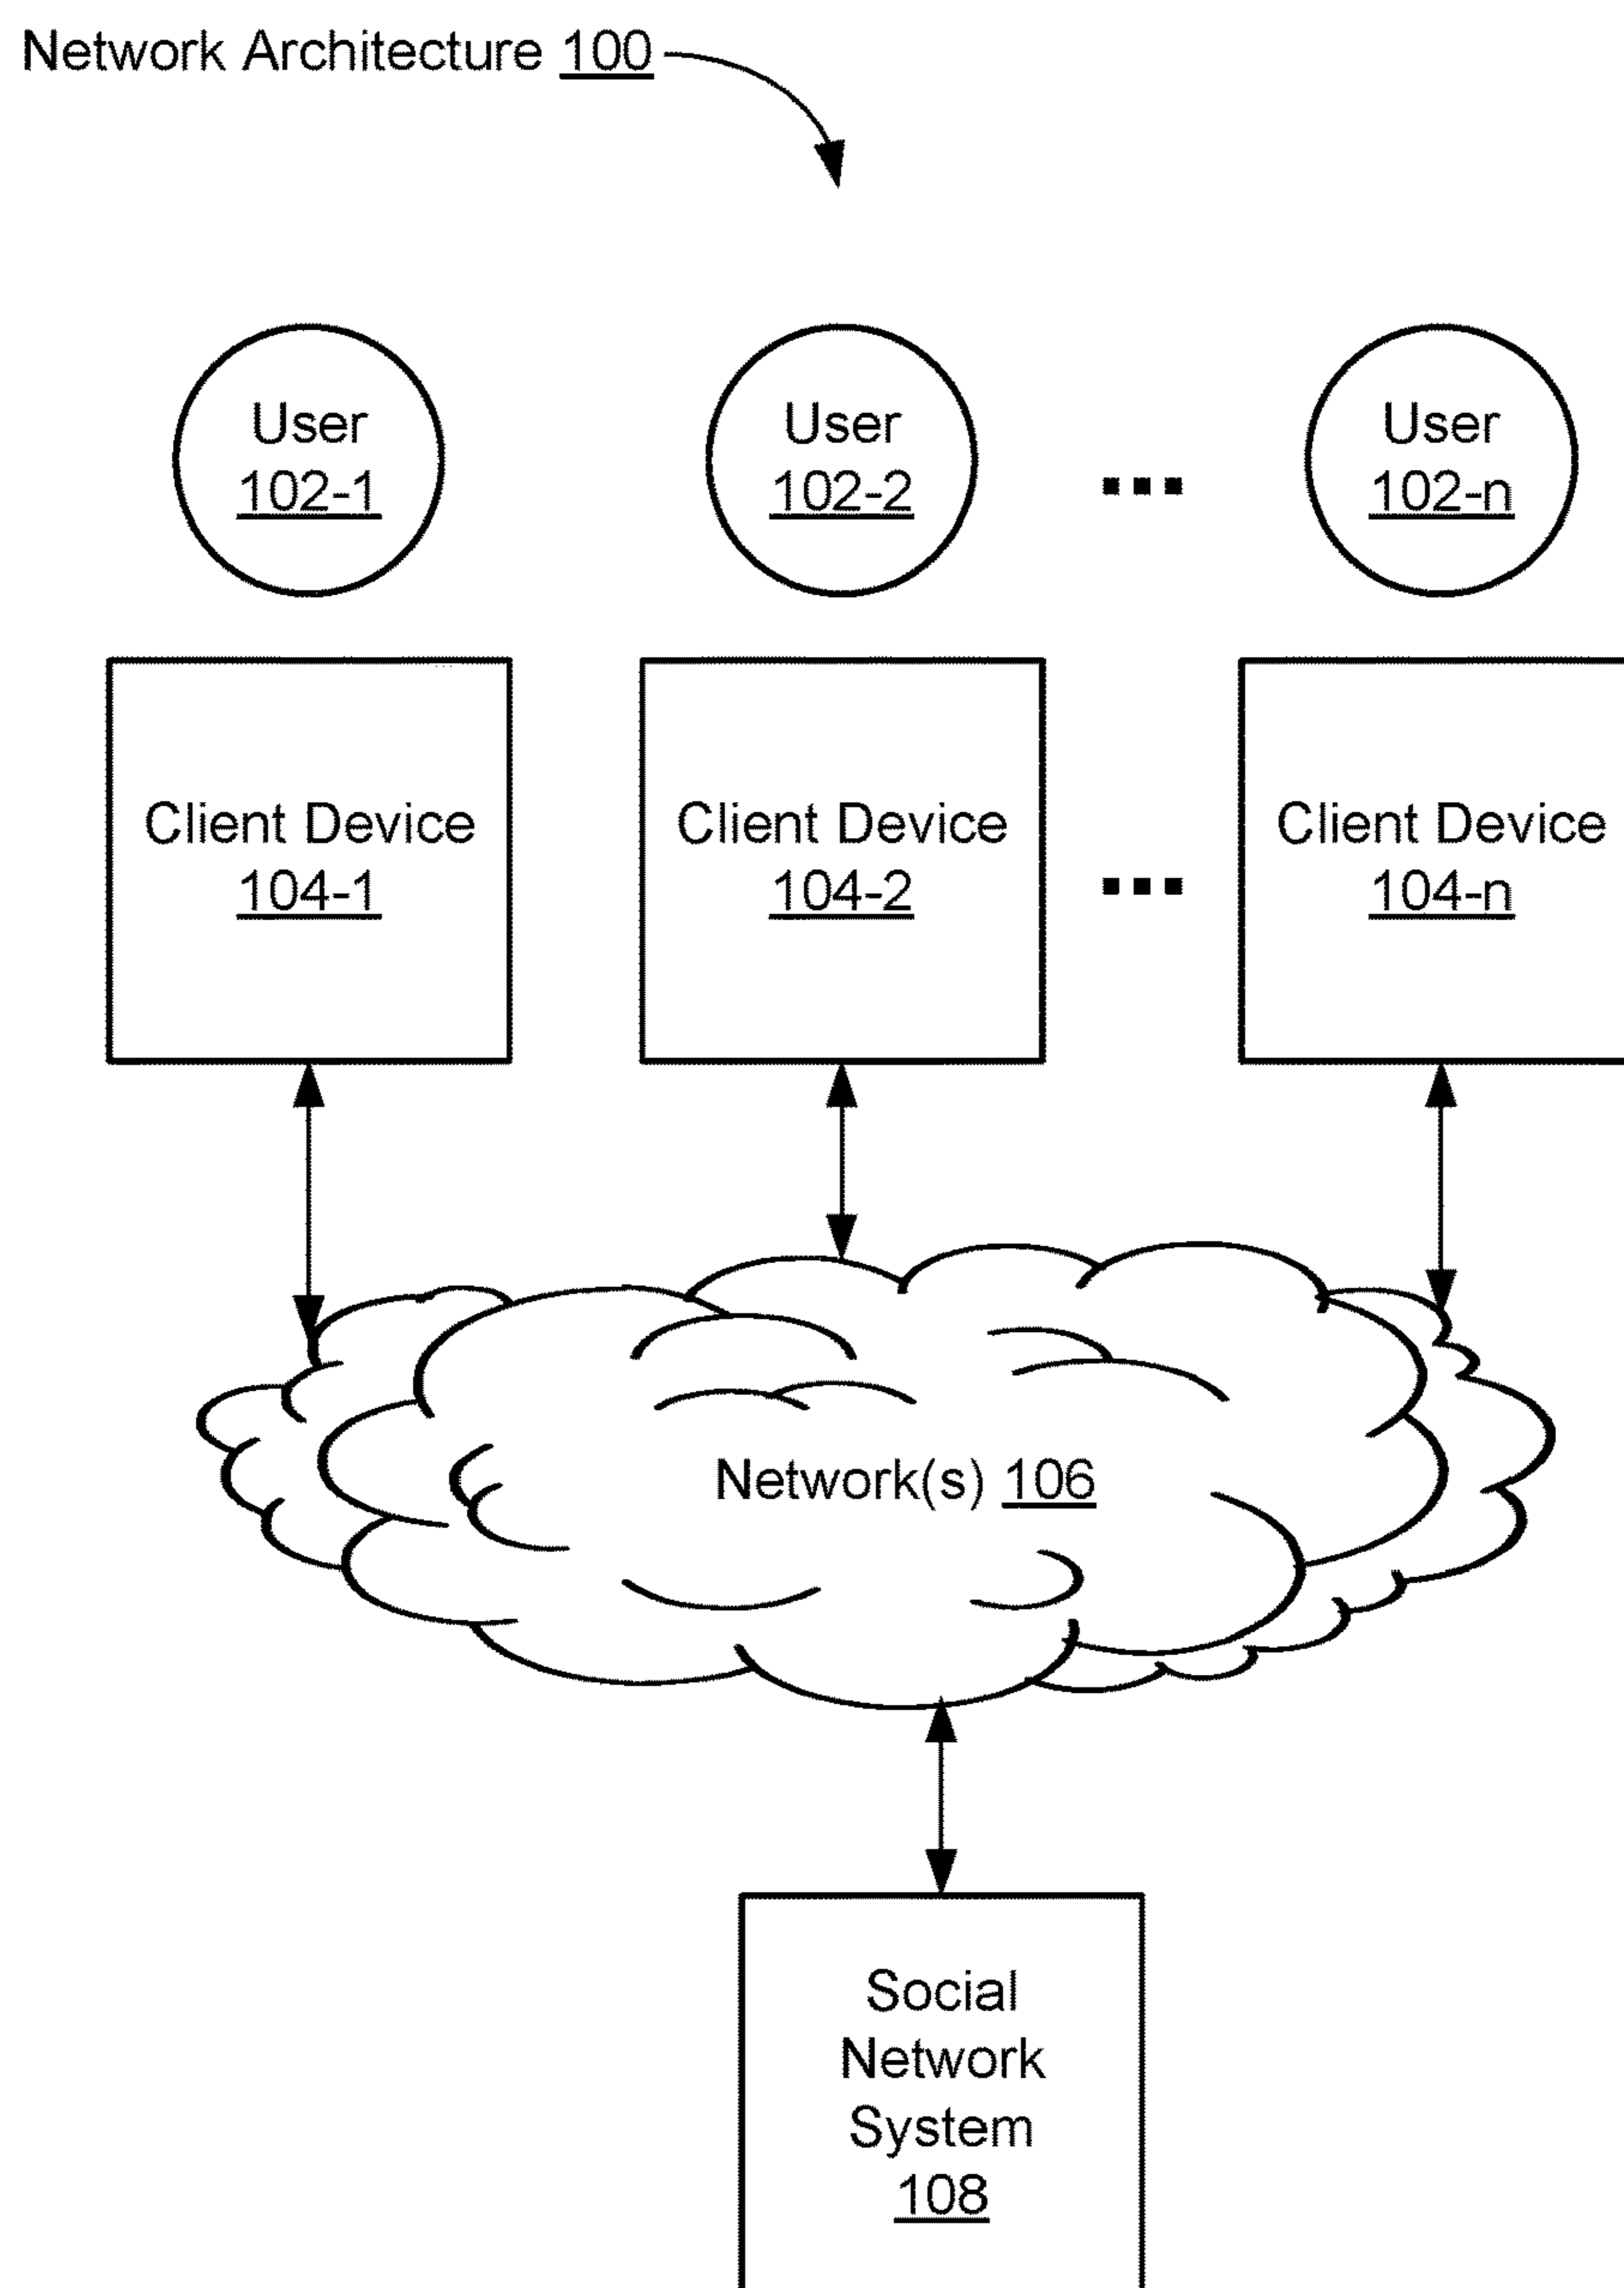 Network Architecture 100
User
102-1
User
102-2
...
User
102-n
Client Device
104-1
Client Device
104-2
...
Client Device
104-n
Network(s) 106
Social
Network
System
108